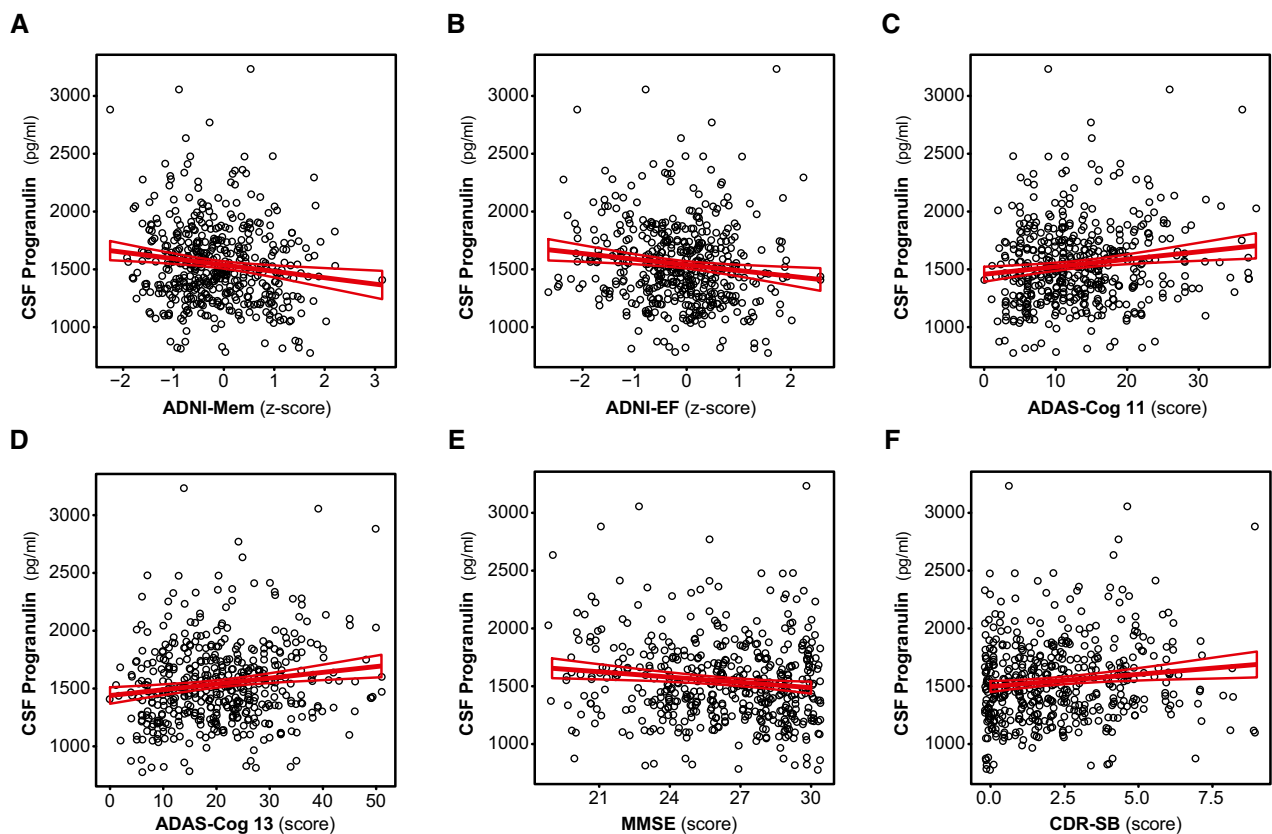 A
B
C
CSF Progranulin (pg/ml)
3000
2500
2000
1500
1000
−2 −1 0 1 2 3
ADNI-Mem (z-score)
CSF Progranulin (pg/ml)
3000
2500
2000
1500
1000
−2 −1 0 1 2
ADNI-EF (z-score)
CSF Progranulin (pg/ml)
3000
2500
2000
1500
1000
0 10 20 30
ADAS-Cog 11 (score)
D
E
F
CSF Progranulin (pg/ml)
3000
2500
2000
1500
1000
0 10 20 30 40 50
ADAS-Cog 13 (score)
CSF Progranulin (pg/ml)
3000
2500
2000
1500
1000
21 24 27 30
MMSE (score)
CSF Progranulin (pg/ml)
3000
2500
2000
1500
1000
0.0 2.5 5.0 7.5
CDR-SB (score)